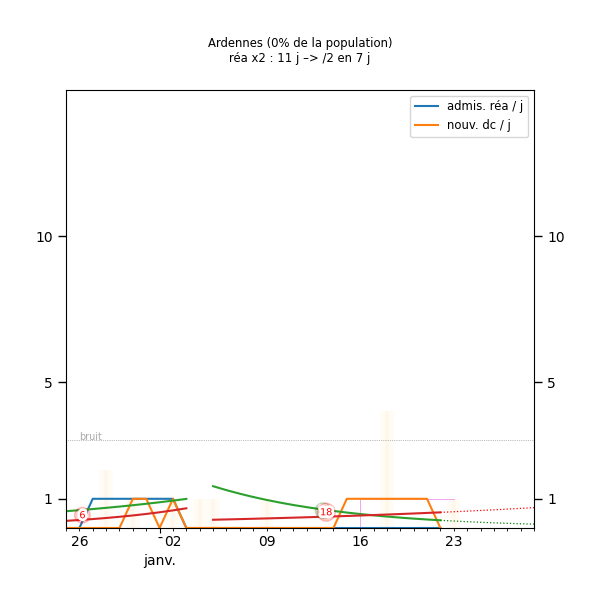 Ardennes (0% de la population)
réa x2 : 11 j –> /2 en 7 j
admis. réa / j
nouv. dc / j
10
10
5
5
bruit
1
1
6
18
26
02
09
16
23
janv.